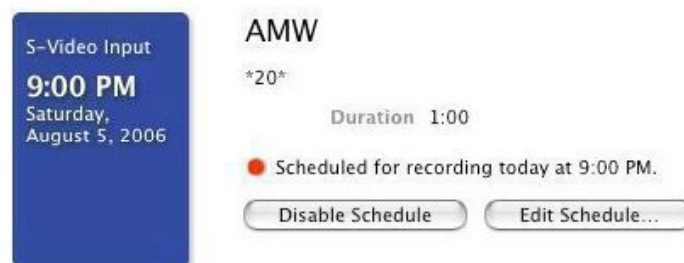 S-Video Input
9:00 PM
Saturday,
August 5, 2006
AMW
*20*
Duration 1:00
Scheduled for recording today at 9:00 PM.
Disable Schedule
Edit Schedule...